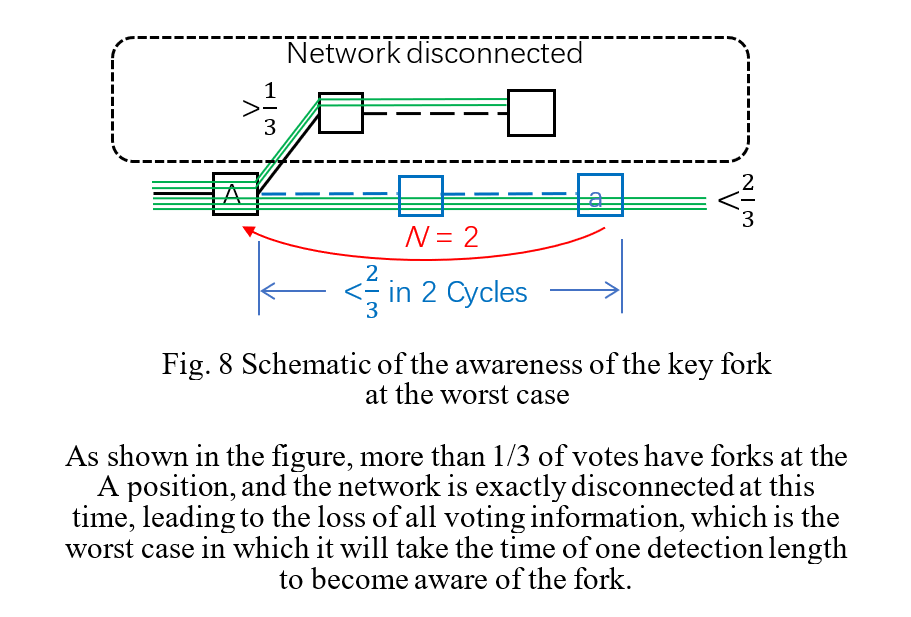 Network disconnected
>1/3
A
a
<2/3
N = 2
<2/3 in 2 Cycles
Fig. 8 Schematic of the awareness of the key fork
at the worst case
As shown in the figure, more than 1/3 of votes have forks at the
A position, and the network is exactly disconnected at this
time, leading to the loss of all voting information, which is the
worst case in which it will take the time of one detection length
to become aware of the fork.